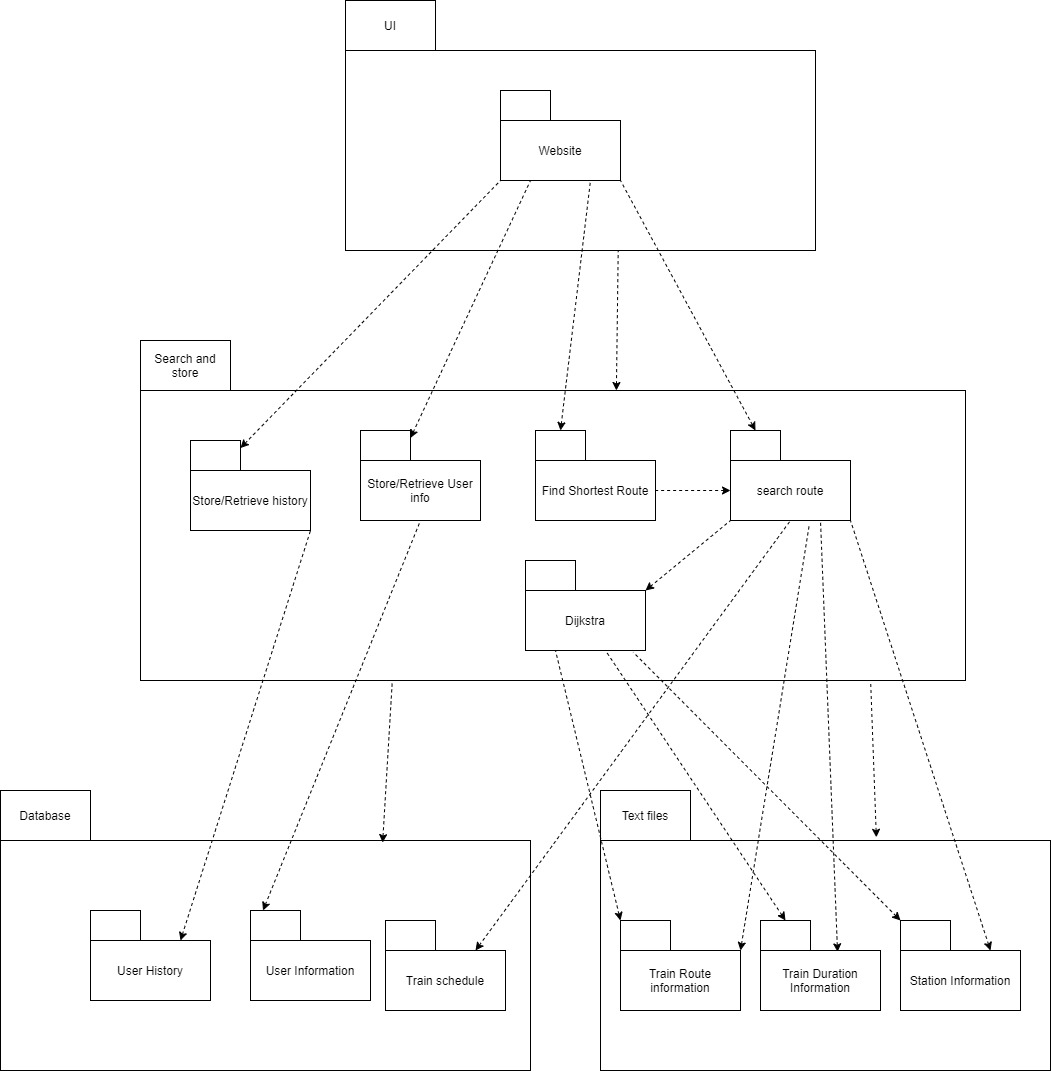 UI
Website
Search and
store
Store/Retrieve history
Store/Retrieve User
info
Find Shortest Route
search route
Dijkstra
Database
Text files
User History
User Information
Train schedule
Train Route
information
Train Duration
Information
Station Information